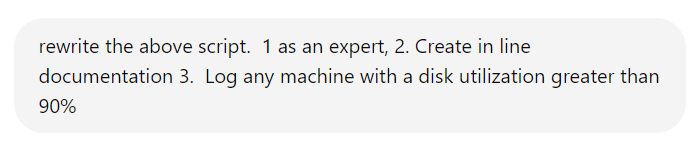 rewrite the above script.  1 as an expert, 2. Create in line
documentation 3.  Log any machine with a disk utilization greater than
90%